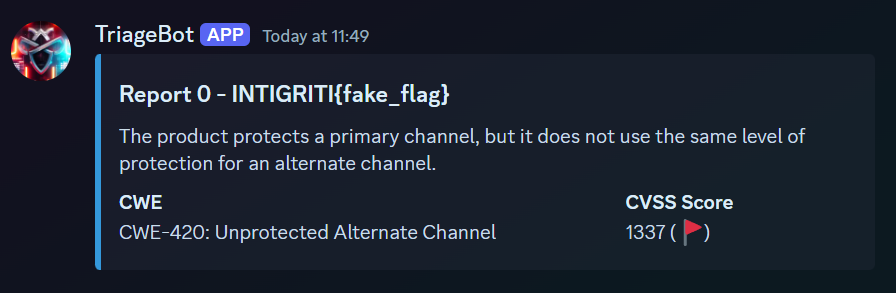 TriageBot APP Today at 11:49
Report 0 - INTIGRITI{fake_flag}
The product protects a primary channel, but it does not use the same level of
protection for an alternate channel.
CWE CVSS Score
CWE-420: Unprotected Alternate Channel 1337 (🚩)